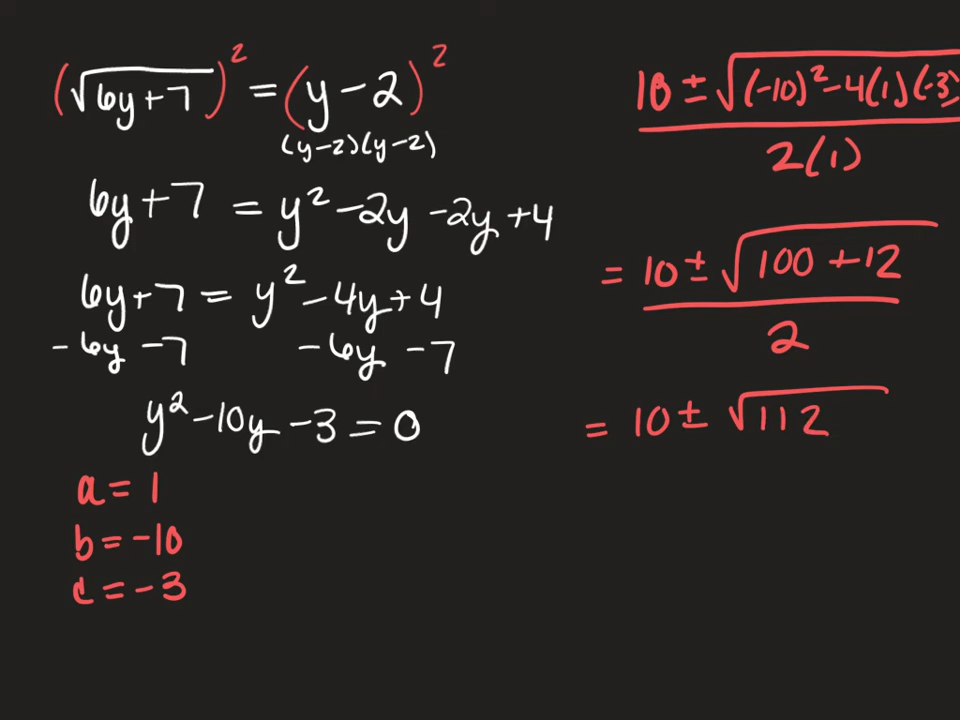 (√6y+7)² = (y-2)²
(y-2)(y-2)
6y+7 = y² -2y -2y +4
6y+7 = y² -4y+4
-6y -7 -6y -7
y² -10y -3 = 0
a = 1
b = -10
c = -3
10 ± √(-10)² -4(1)(-3)
2(1)
= 10 ± √100 +12
2
= 10 ± √112